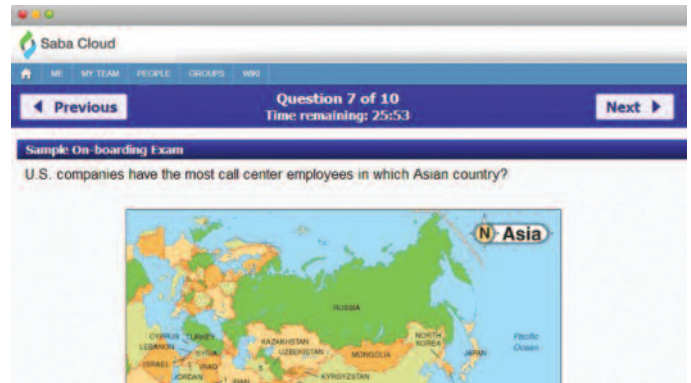 Saba Cloud
ME MY TEAM PEOPLE GROUPS WIKI
Previous
Question 7 of 10
Time remaining: 25:53
Next
Sample On-boarding Exam
U.S. companies have the most call center employees in which Asian country?
N Asia
RUSSIA
CYPRUS TURKEY
LEBANON
SYRIA
ISRAEL
IRAQ
JORDAN
IRAN
KAZAKHSTAN
UZBEKISTAN
MONGOLIA
KYRGYZSTAN
NORTH
KOREA
JAPAN
Pacific
Ocean